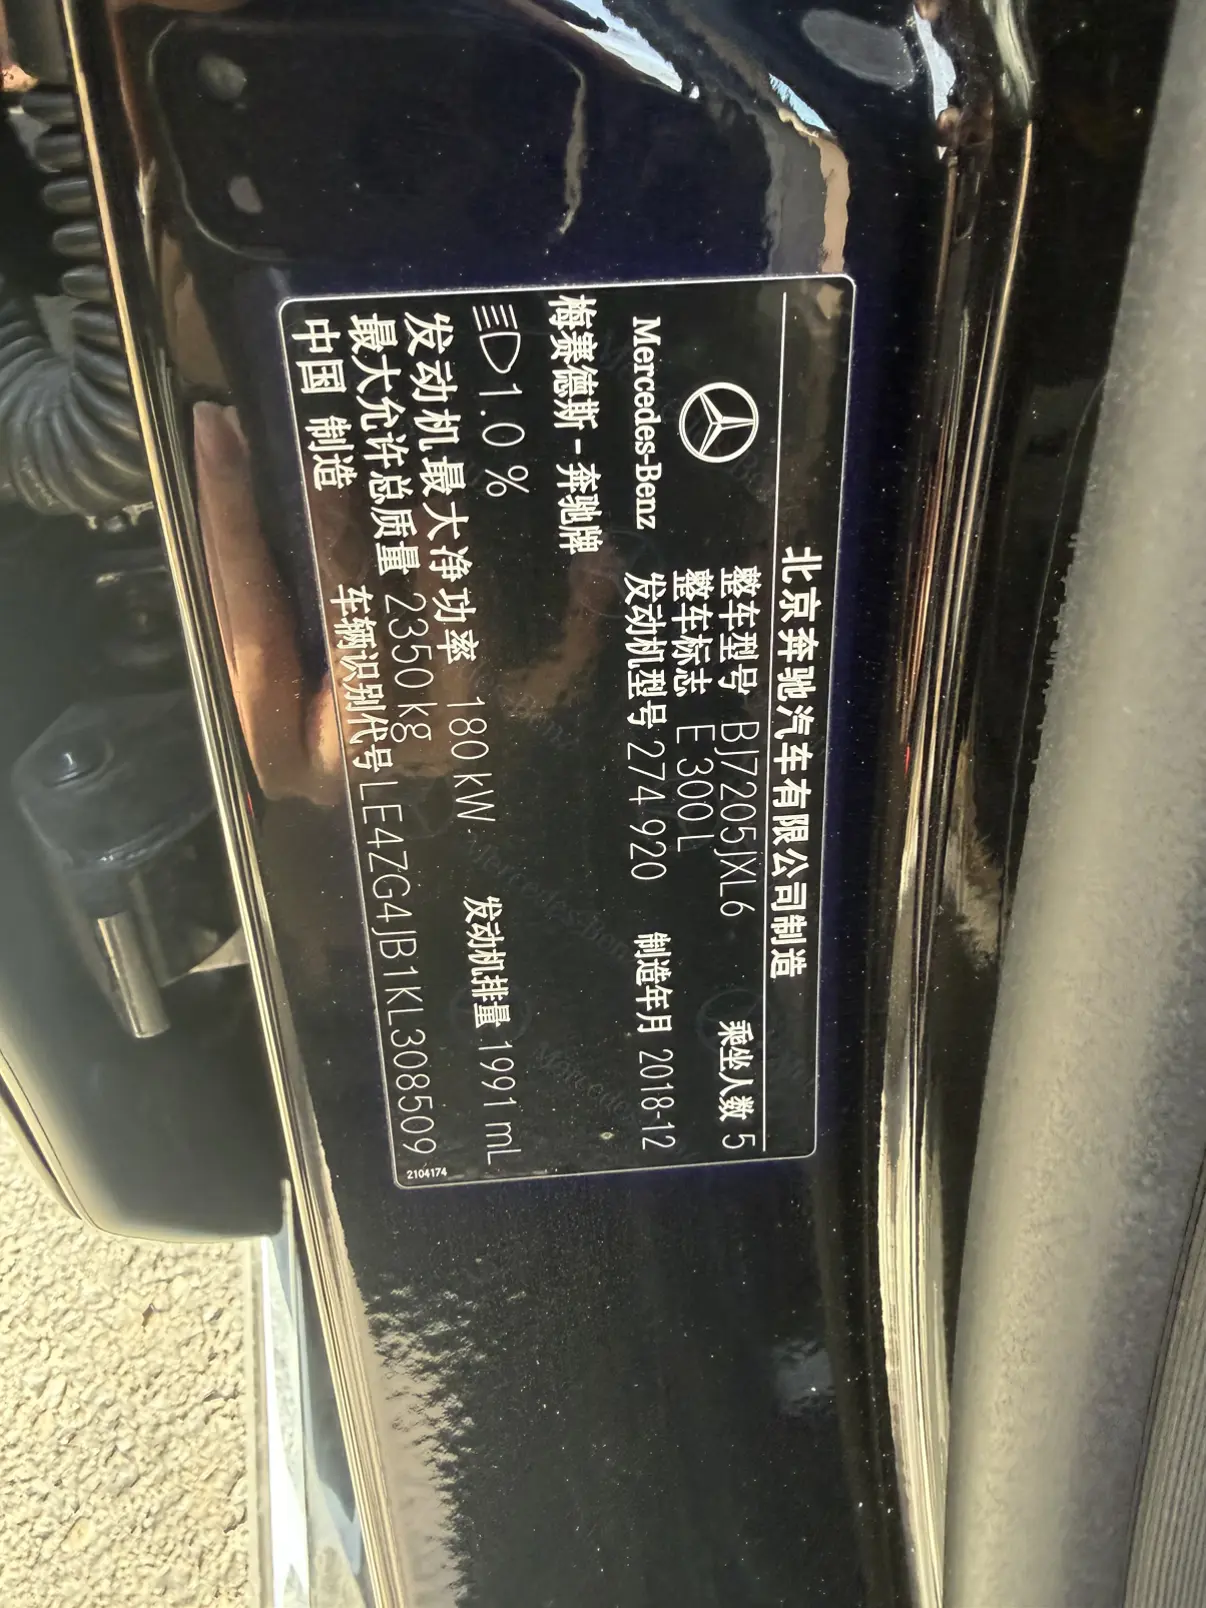 北京奔驰汽车有限公司制造
整车型号 BJ7205JXL6 乘坐人数 5
整车标志 E 300 L
Mercedes-Benz 发动机型号 274 920 制造年月 2018-12
梅赛德斯-奔驰牌
1.0 %
发动机最大净功率 180 kW 发动机排量 1991 mL
最大允许总质量 2350 kg
中国 制造 车辆识别代号 LE4ZG4JB1KL308509
2104174